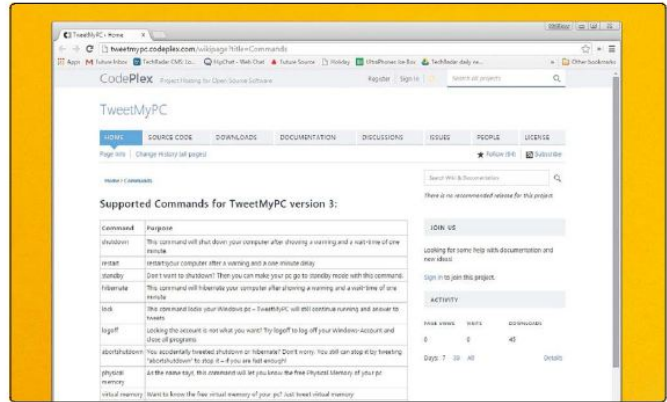 TweetMyPC - Home
tweetmypc.codeplex.com/wikipage?title=Commands
Apps Future Inbox TechRadar CMS Lo... MyChat - Web Chat Future Source Holiday UltraPhones Ice Box TechRadar daily ne... Other bookmarks
CodePlex Project Hosting for Open Source Software
Register Sign In Search all projects
TweetMyPC
HOME SOURCE CODE DOWNLOADS DOCUMENTATION DISCUSSIONS ISSUES PEOPLE LICENSE
Page Info Change History (all pages)
Follow (94) Subscribe
Home > Commands
Search Wiki & Documentation
There is no recommended release for this project.
Supported Commands for TweetMyPC version 3:
Command Purpose
shutdown This command will shut down your computer after showing a warning and a wait-time of one
minute
restart restart your computer after a warning and a one minute delay
standby Don't want to shutdown? Then you can make your pc go to standby mode with this command.
hibernate This command will hibernate your computer after showing a warning and a wait-time of one
minute
lock This command locks your Windows pc - TweetMyPC will still continue running and answer to
tweets
logoff Locking the account is not what you want? Try logoff to log off your Windows-Account and
close all programs
abortshutdown You accidentally tweeted shutdown or hibernate? Don't worry. You still can stop it by tweeting
"abortshutdown" to stop it - if you are fast enough!
physical
memory As the name says, this command will let you know the free Physical Memory of your pc
virtual memory Want to know the free virtual memory of your pc? Just tweet virtual memory
JOIN US
Looking for some help with documentation and
new ideas!
Sign in to join this project.
ACTIVITY
PAGE VIEWS VISITS DOWNLOADS
0 0 45
Days: 7 30 All Details